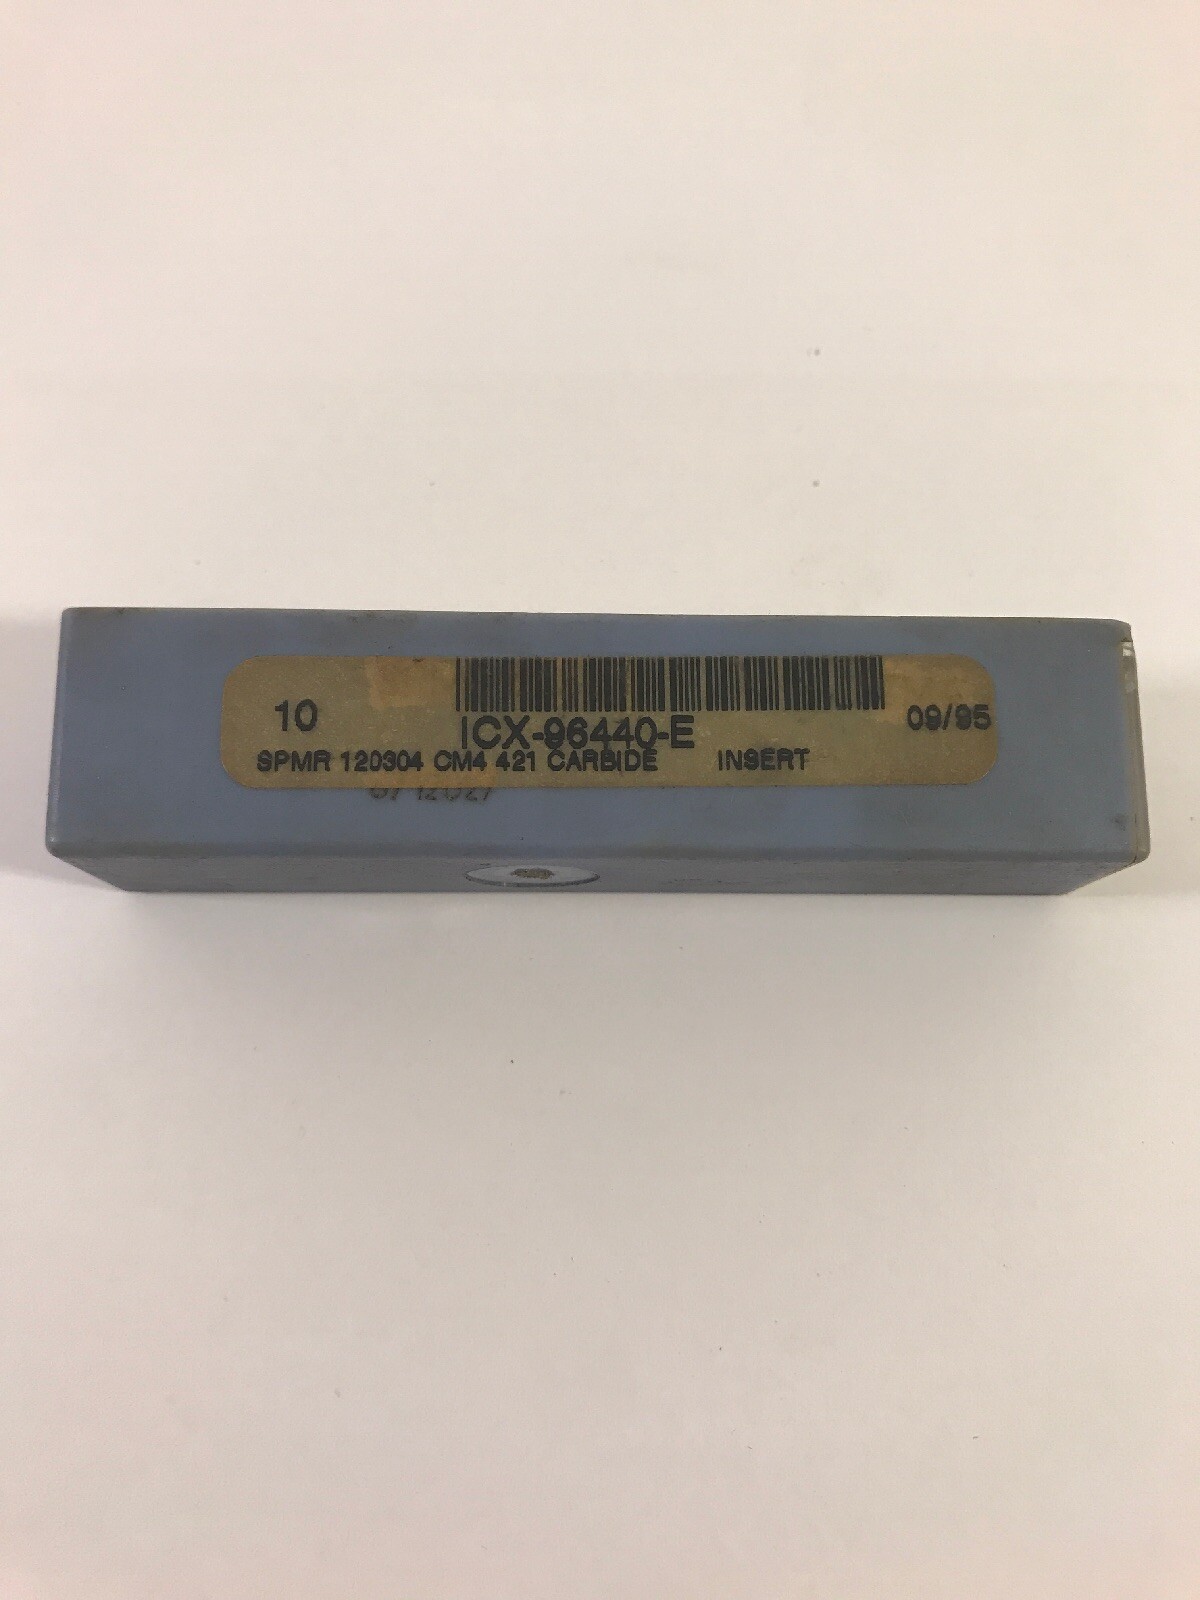 10
ICX-96440-E
09/95
SPMR 120304 CM4 421 CARBIDE INSERT